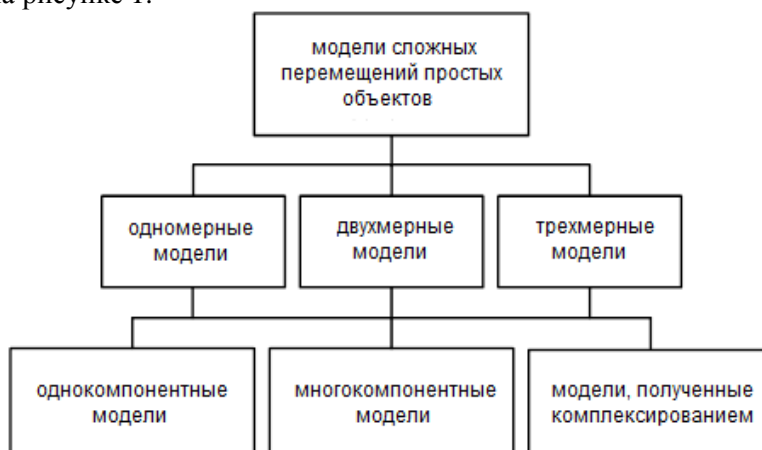 на рисунке 1.
модели сложных
перемещений простых
объектов
одномерные
модели
двухмерные
модели
трехмерные
модели
однокомпонентные
модели
многокомпонентные
модели
модели, полученные
комплексированием